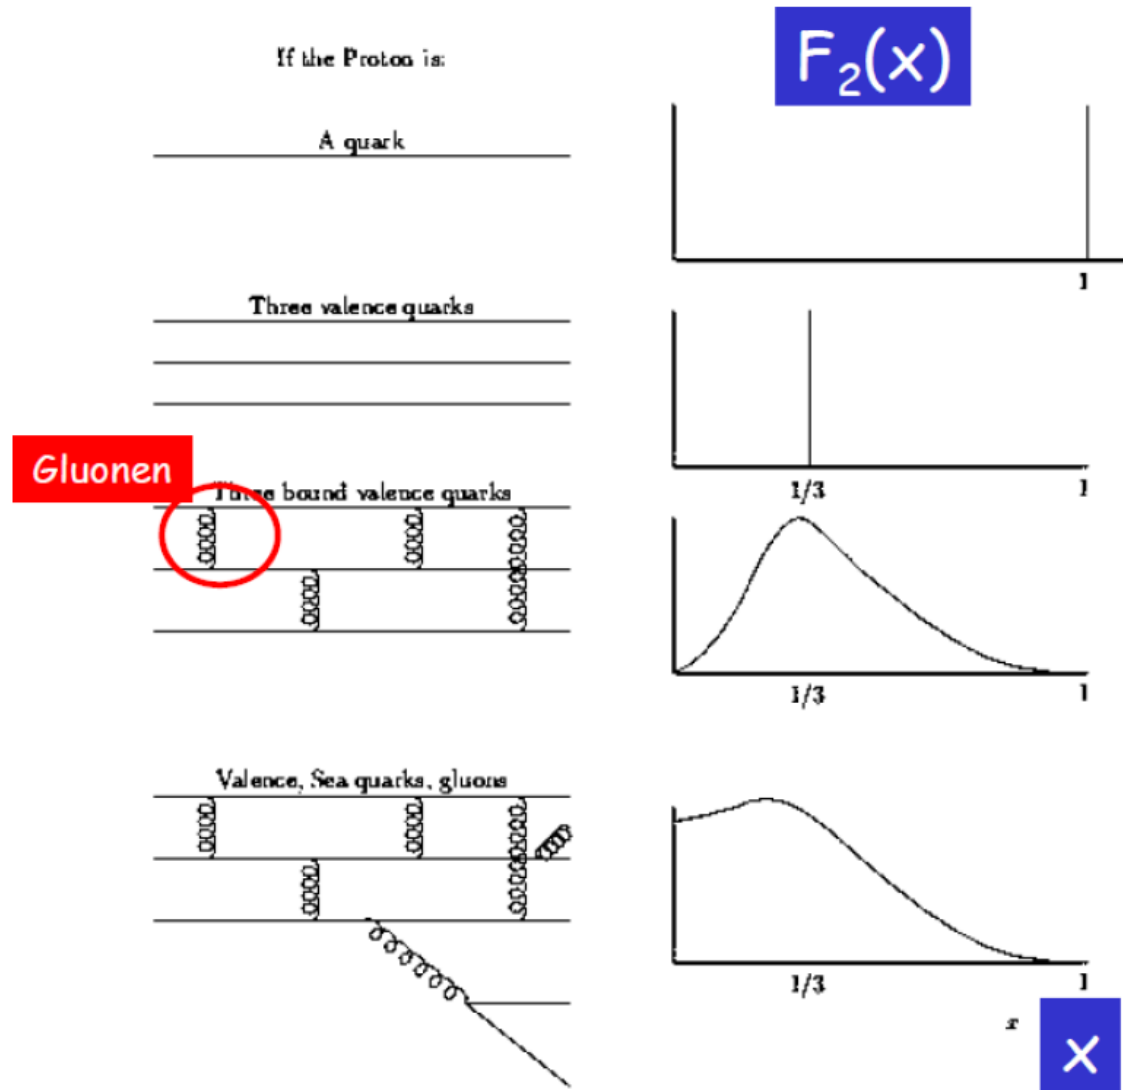 If the Proton is:
F₂(x)
A quark
1
Three valence quarks
1/3
1
Gluonen
Three bound valence quarks
1/3
1
Valence, Sea quarks, gluons
1/3
1
x
x